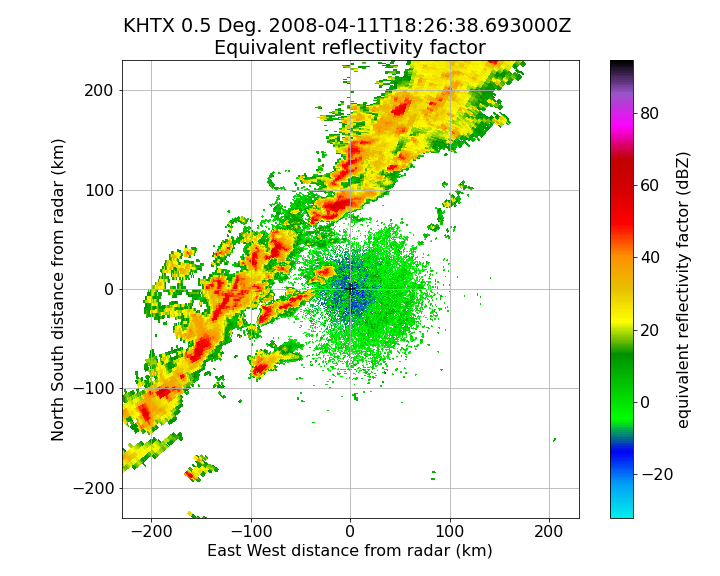 KHTX 0.5 Deg. 2008-04-11T18:26:38.693000Z
Equivalent reflectivity factor
North South distance from radar (km)
200
100
0
−100
−200
−200 −100 0 100 200
East West distance from radar (km)
80
60
40
20
0
−20
equivalent reflectivity factor (dBZ)